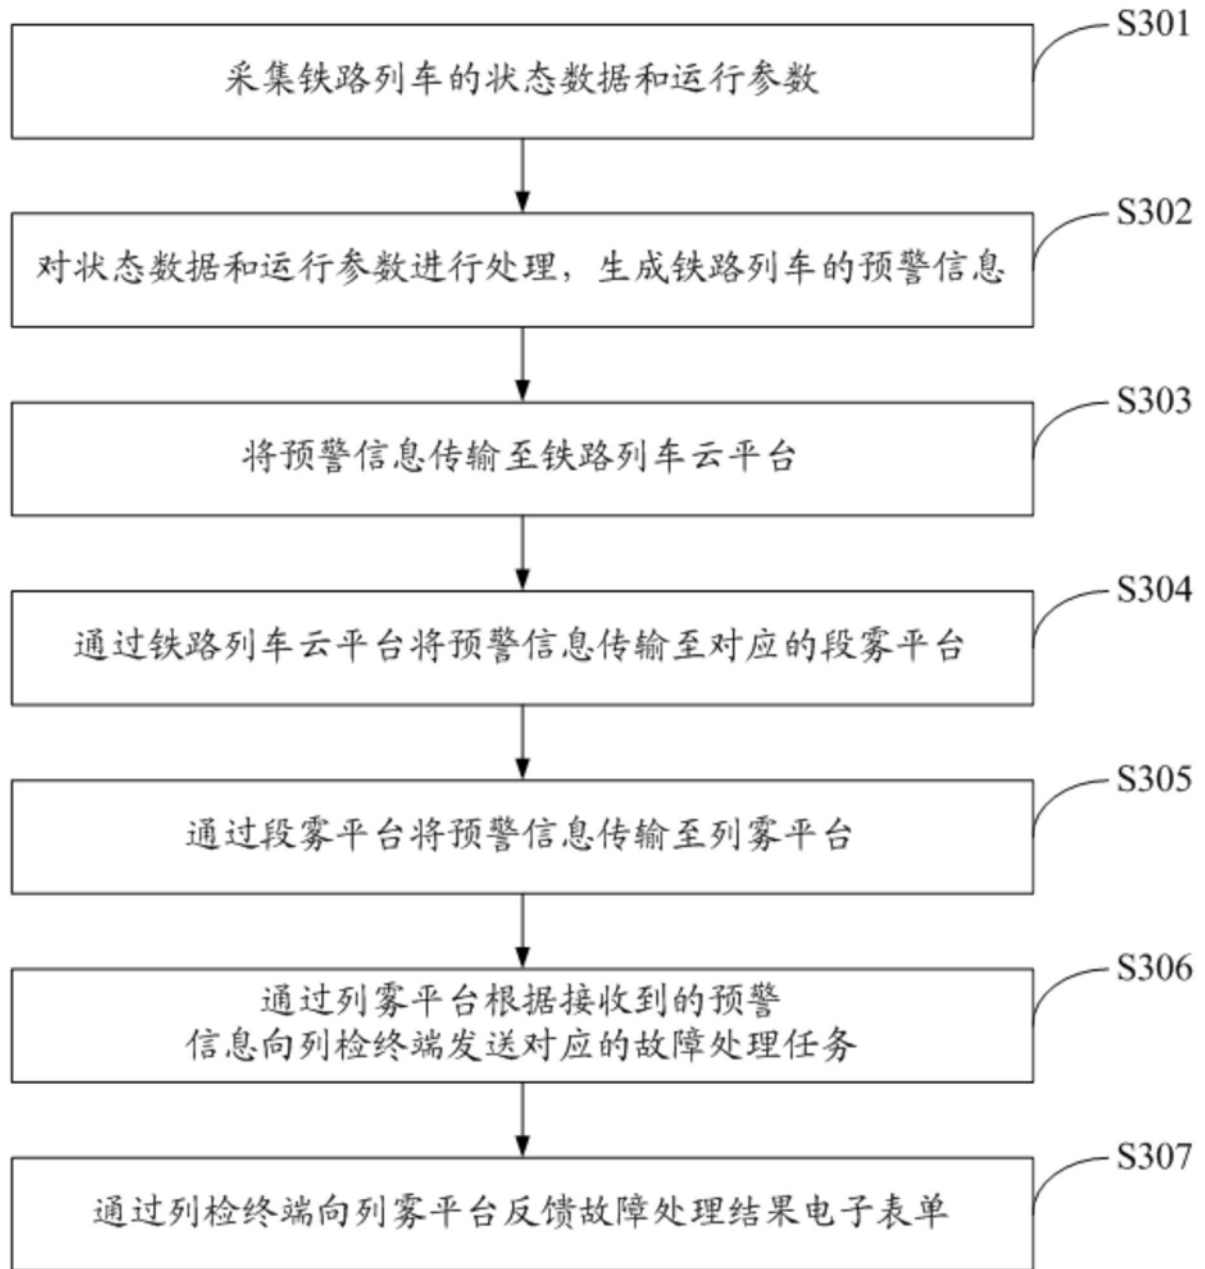 S301
采集铁路列车的状态数据和运行参数
S302
对状态数据和运行参数进行处理，生成铁路列车的预警信息
S303
将预警信息传输至铁路列车云平台
S304
通过铁路列车云平台将预警信息传输至对应的段雾平台
S305
通过段雾平台将预警信息传输至列雾平台
S306
通过列雾平台根据接收到的预警
信息向列检终端发送对应的故障处理任务
S307
通过列检终端向列雾平台反馈故障处理结果电子表单